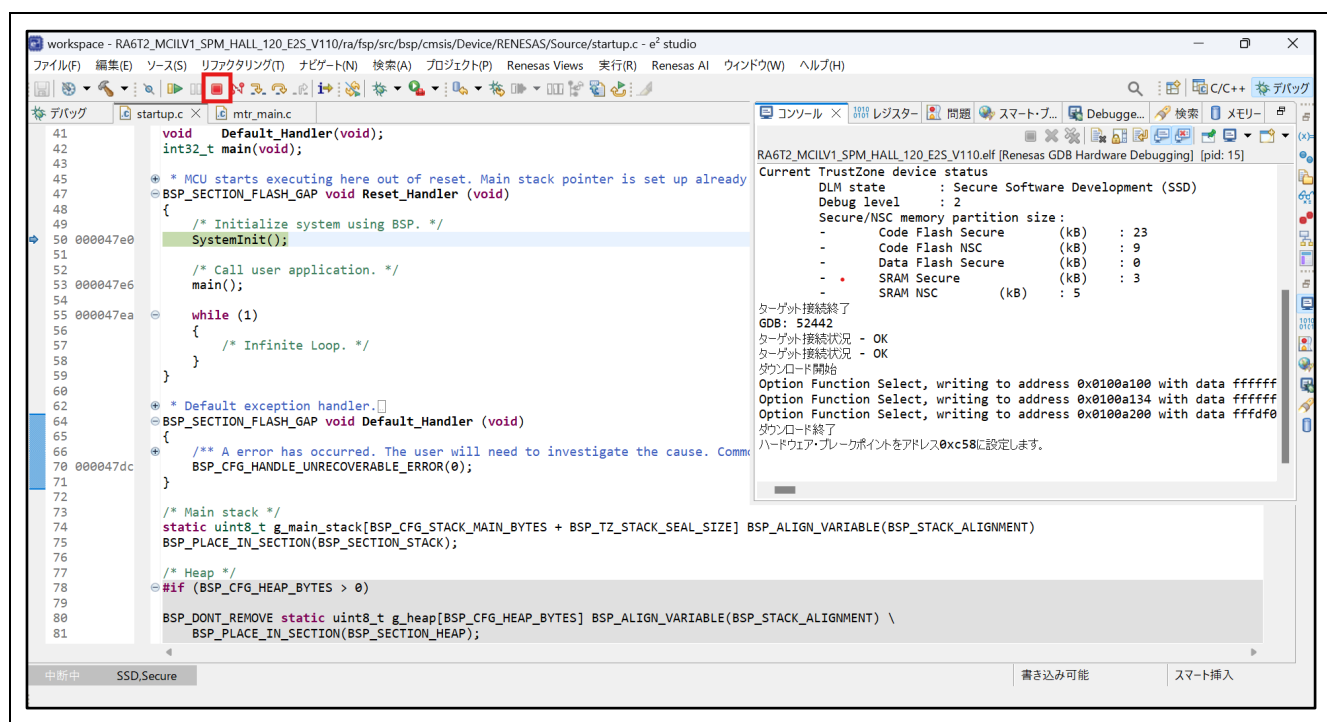 workspace - RA6T2_MCILV1_SPM_HALL_120_E2S_V110/ra/fsp/src/bsp/cmsis/Device/RENESAS/Source/startup.c - e² studio
ファイル(F) 編集(E) ソース(S) リファクタリング(T) ナビゲート(N) 検索(A) プロジェクト(P) Renesas Views 実行(R) Renesas AI ウィンドウ(W) ヘルプ(H)
C/C++ デバッグ
デバッグ startup.c mtr_main.c
41 void Default_Handler(void);
42 int32_t main(void);
43
45 * MCU starts executing here out of reset. Main stack pointer is set up already
47 BSP_SECTION_FLASH_GAP void Reset_Handler (void)
48 {
49 /* Initialize system using BSP. */
50 000047e0 SystemInit();
51
52 /* Call user application. */
53 000047e6 main();
54
55 000047ea while (1)
56 {
57 /* Infinite Loop. */
58 }
59 }
60
62 * Default exception handler.
64 BSP_SECTION_FLASH_GAP void Default_Handler (void)
65 {
66 /** A error has occurred. The user will need to investigate the cause. Commo
70 000047dc BSP_CFG_HANDLE_UNRECOVERABLE_ERROR(0);
71 }
72
73 /* Main stack */
74 static uint8_t g_main_stack[BSP_CFG_STACK_MAIN_BYTES + BSP_TZ_STACK_SEAL_SIZE] BSP_ALIGN_VARIABLE(BSP_STACK_ALIGNMENT)
75 BSP_PLACE_IN_SECTION(BSP_SECTION_STACK);
76
77 /* Heap */
78 #if (BSP_CFG_HEAP_BYTES > 0)
79
80 BSP_DONT_REMOVE static uint8_t g_heap[BSP_CFG_HEAP_BYTES] BSP_ALIGN_VARIABLE(BSP_STACK_ALIGNMENT) \
81 BSP_PLACE_IN_SECTION(BSP_SECTION_HEAP);
コンソール レジスター 問題 スマート・ブ... Debugge... 検索 メモリー
RA6T2_MCILV1_SPM_HALL_120_E2S_V110.elf [Renesas GDB Hardware Debugging] [pid: 15]
Current TrustZone device status
DLM state : Secure Software Development (SSD)
Debug level : 2
Secure/NSC memory partition size :
- Code Flash Secure (kB) : 23
- Code Flash NSC (kB) : 9
- Data Flash Secure (kB) : 0
- SRAM Secure (kB) : 3
- SRAM NSC (kB) : 5
ターゲット接続終了
GDB: 52442
ターゲット接続状況 - OK
ターゲット接続状況 - OK
ダウンロード開始
Option Function Select, writing to address 0x0100a100 with data ffffff
Option Function Select, writing to address 0x0100a134 with data ffffff
Option Function Select, writing to address 0x0100a200 with data fffdf0
ダウンロード終了
ハードウェア・ブレークポイントをアドレス0xc58に設定します。
中断中 SSD,Secure 書き込み可能 スマート挿入